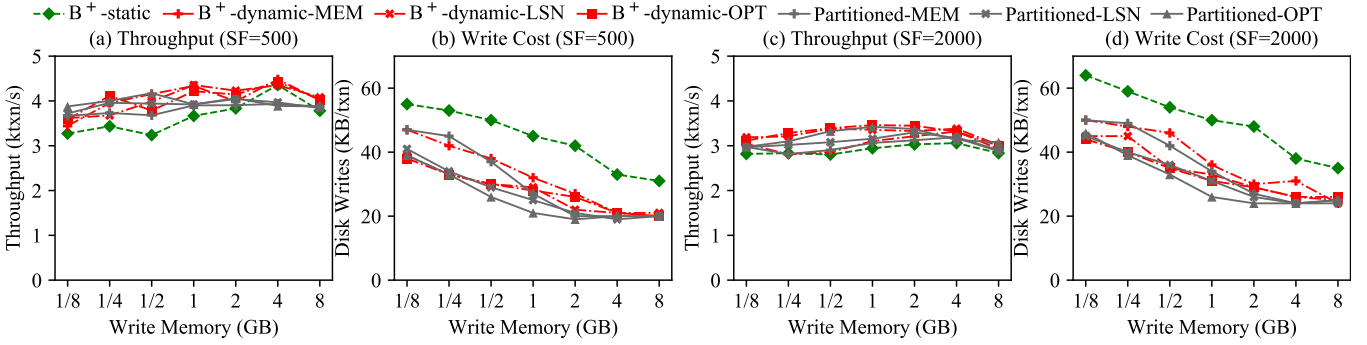 B+-static B+-dynamic-MEM B+-dynamic-LSN B+-dynamic-OPT Partitioned-MEM Partitioned-LSN Partitioned-OPT
(a) Throughput (SF=500)
Throughput (ktxn/s)
5
4
3
2
1
0
1/8 1/4 1/2 1 2 4 8
Write Memory (GB)
(b) Write Cost (SF=500)
Disk Writes (KB/txn)
60
40
20
0
1/8 1/4 1/2 1 2 4 8
Write Memory (GB)
(c) Throughput (SF=2000)
Throughput (ktxn/s)
5
4
3
2
1
0
1/8 1/4 1/2 1 2 4 8
Write Memory (GB)
(d) Write Cost (SF=2000)
Disk Writes (KB/txn)
60
40
20
0
1/8 1/4 1/2 1 2 4 8
Write Memory (GB)